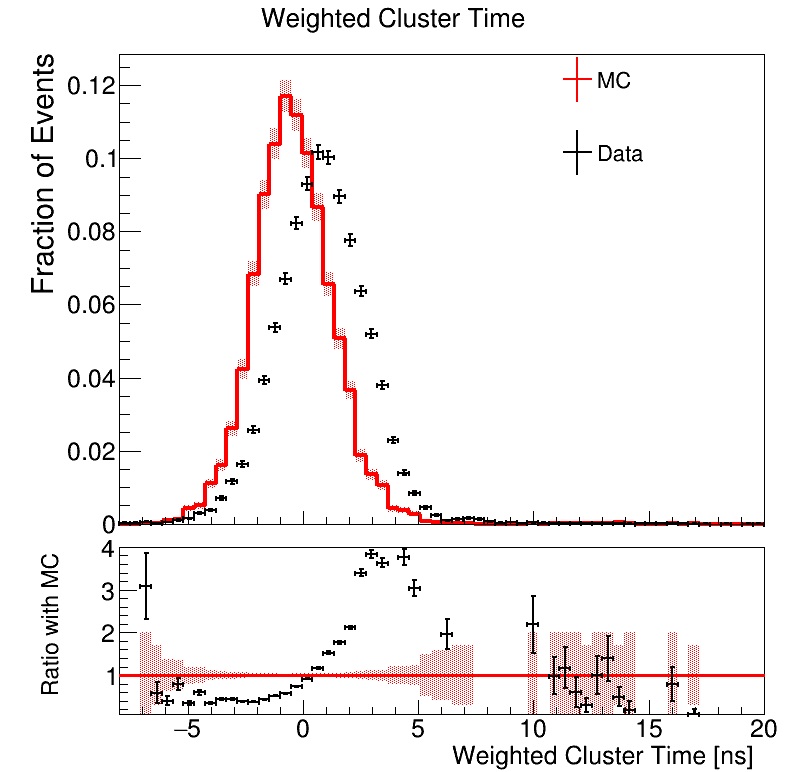 Weighted Cluster Time
Fraction of Events
0.12
0.1
0.08
0.06
0.04
0.02
0
MC
Data
Ratio with MC
4
3
2
1
−5
0
5
10
15
20
Weighted Cluster Time [ns]